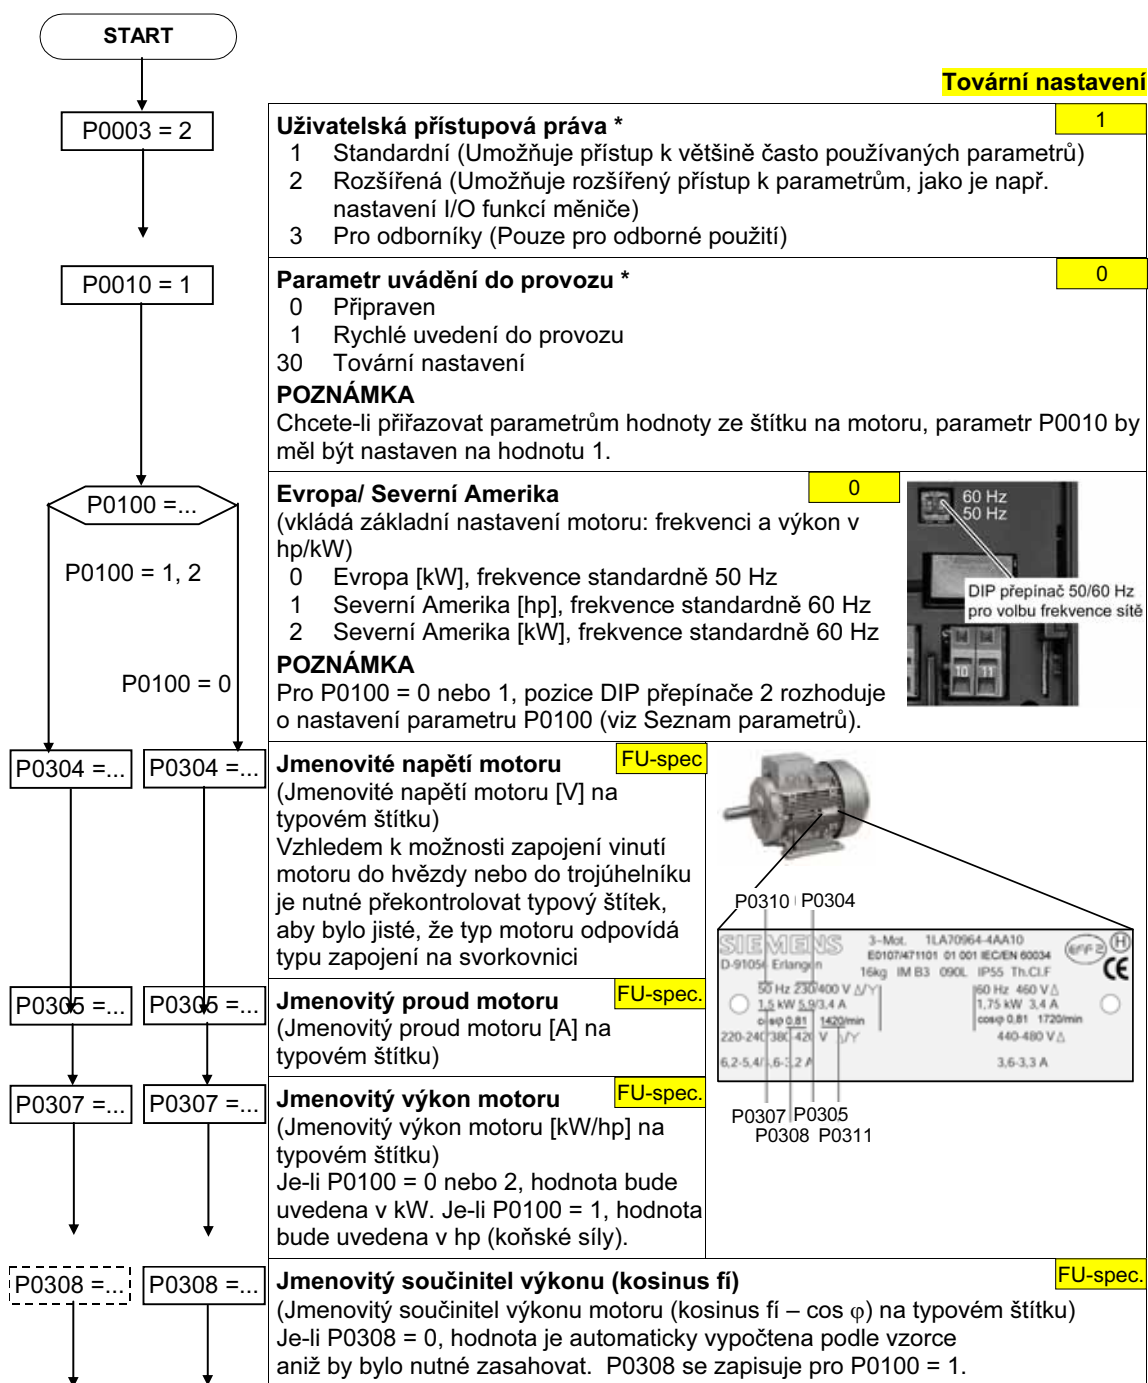 START
Tovární nastavení
P0003 = 2
Uživatelská přístupová práva *
1
1 Standardní (Umožňuje přístup k většině často používaných parametrů)
2 Rozšířená (Umožňuje rozšířený přístup k parametrům, jako je např.
nastavení I/O funkcí měniče)
3 Pro odborníky (Pouze pro odborné použití)
P0010 = 1
Parametr uvádění do provozu *
0
0 Připraven
1 Rychlé uvedení do provozu
30 Tovární nastavení
POZNÁMKA
Chcete-li přiřazovat parametrům hodnoty ze štítku na motoru, parametr P0010 by
měl být nastaven na hodnotu 1.
P0100 =...
P0100 = 1, 2
P0100 = 0
Evropa/ Severní Amerika
0
(vkládá základní nastavení motoru: frekvenci a výkon v
hp/kW)
0 Evropa [kW], frekvence standardně 50 Hz
1 Severní Amerika [hp], frekvence standardně 60 Hz
2 Severní Amerika [kW], frekvence standardně 60 Hz
POZNÁMKA
Pro P0100 = 0 nebo 1, pozice DIP přepínače 2 rozhoduje
o nastavení parametru P0100 (viz Seznam parametrů).
60 Hz
50 Hz
DIP přepínač 50/60 Hz
pro volbu frekvence sítě
10 11
P0304 =... P0304 =...
Jmenovité napětí motoru
FU-spec
(Jmenovité napětí motoru [V] na
typovém štítku)
Vzhledem k možnosti zapojení vinutí
motoru do hvězdy nebo do trojúhelníku
je nutné překontrolovat typový štítek,
aby bylo jisté, že typ motoru odpovídá
typu zapojení na svorkovnici
P0305 =... P0305 =...
Jmenovitý proud motoru
FU-spec.
(Jmenovitý proud motoru [A] na
typovém štítku)
P0307 =... P0307 =...
Jmenovitý výkon motoru
FU-spec.
(Jmenovitý výkon motoru [kW/hp] na
typovém štítku)
Je-li P0100 = 0 nebo 2, hodnota bude
uvedena v kW. Je-li P0100 = 1, hodnota
bude uvedena v hp (koňské síly).
P0310 P0304
SIEMENS
3~Mot. 1LA70964-4AA10
EFF 2
H
D-91056 Erlangen
E0107/471101 01 001 IEC/EN 60034
CE
16kg IM B3 090L IP55 Th.Cl.F
50 Hz 230/400 V Δ/Y
60 Hz 460 V Δ
1,5 kW 5,9/3,4 A
1,75 kW 3,4 A
cosφ 0,81 1420/min
cosφ 0,81 1720/min
220-240/380-420 V Δ/Y
440-480 V Δ
6,2-5,4/3,6-3,2 A
3,6-3,3 A
P0307 P0305
P0308 P0311
P0308 =... P0308 =...
Jmenovitý součinitel výkonu (kosinus fí)
FU-spec.
(Jmenovitý součinitel výkonu motoru (kosinus fí – cos φ) na typovém štítku)
Je-li P0308 = 0, hodnota je automaticky vypočtena podle vzorce
aniž by bylo nutné zasahovat. P0308 se zapisuje pro P0100 = 1.